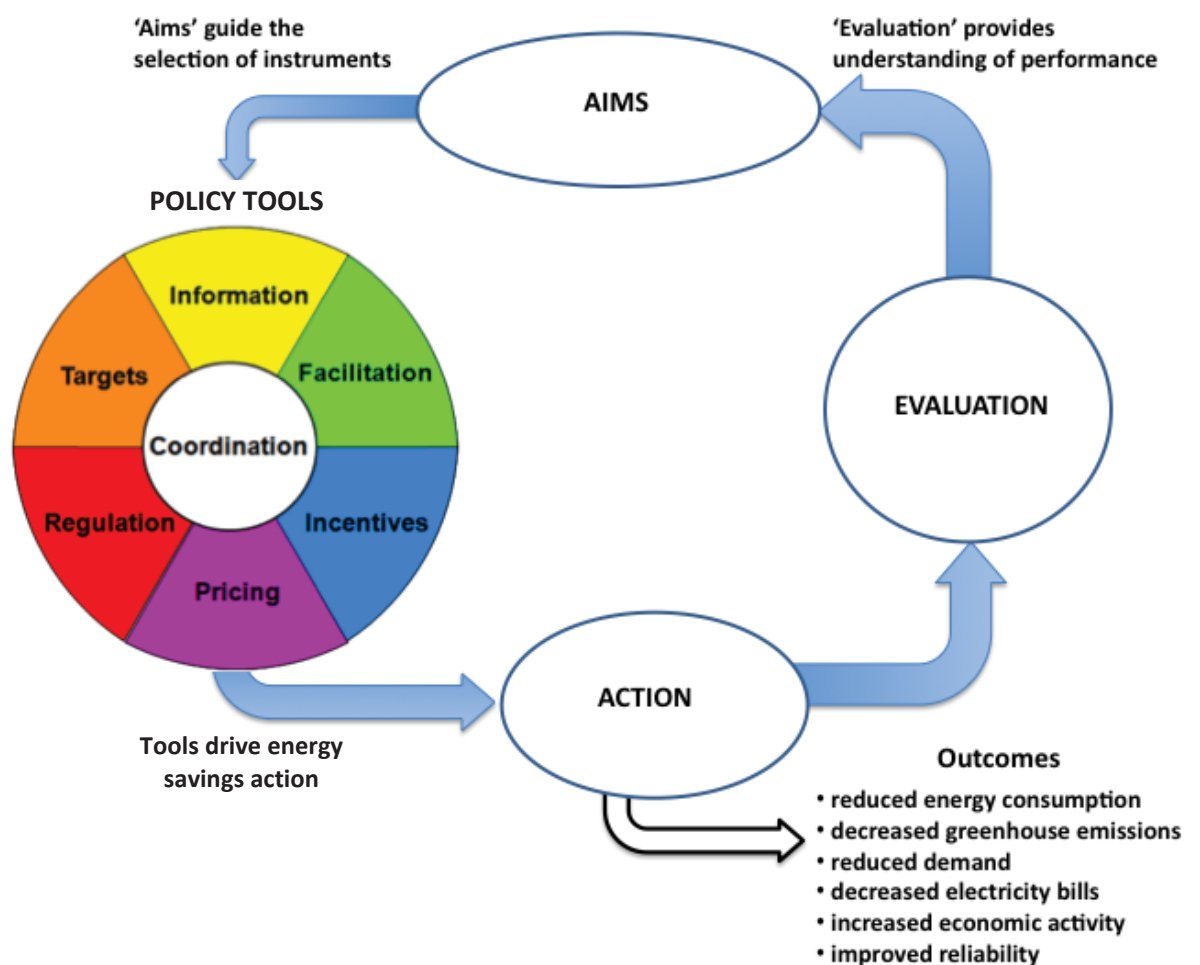 ‘Aims’ guide the
selection of instruments
‘Evaluation’ provides
understanding of performance
AIMS
POLICY TOOLS
Information
Targets
Facilitation
Coordination
Regulation
Incentives
Pricing
EVALUATION
ACTION
Tools drive energy
savings action
Outcomes
• reduced energy consumption
• decreased greenhouse emissions
• reduced demand
• decreased electricity bills
• increased economic activity
• improved reliability